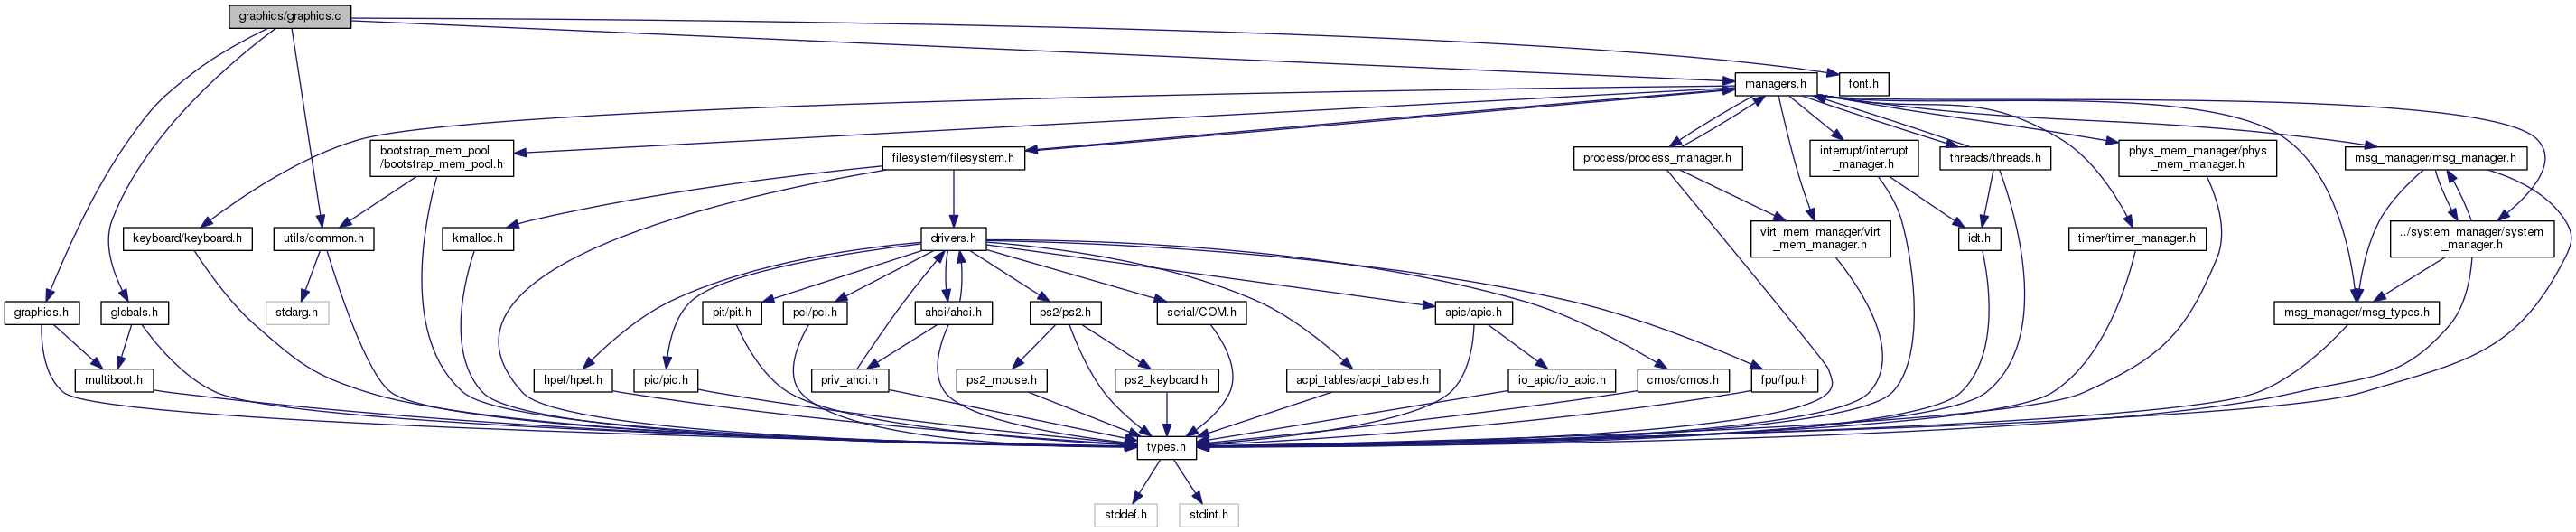 graphics/graphics.c
managers.h
font.h
bootstrap_mem_pool
/bootstrap_mem_pool.h
filesystem/filesystem.h
process/process_manager.h
interrupt/interrupt
_manager.h
threads/threads.h
phys_mem_manager/phys
_mem_manager.h
msg_manager/msg_manager.h
keyboard/keyboard.h
utils/common.h
kmalloc.h
drivers.h
virt_mem_manager/virt
_mem_manager.h
idt.h
timer/timer_manager.h
../system_manager/system
_manager.h
graphics.h
globals.h
stdarg.h
pit/pit.h
pci/pci.h
ahci/ahci.h
ps2/ps2.h
serial/COM.h
apic/apic.h
msg_manager/msg_types.h
multiboot.h
hpet/hpet.h
pic/pic.h
priv_ahci.h
ps2_mouse.h
ps2_keyboard.h
acpi_tables/acpi_tables.h
io_apic/io_apic.h
cmos/cmos.h
fpu/fpu.h
types.h
stddef.h
stdint.h